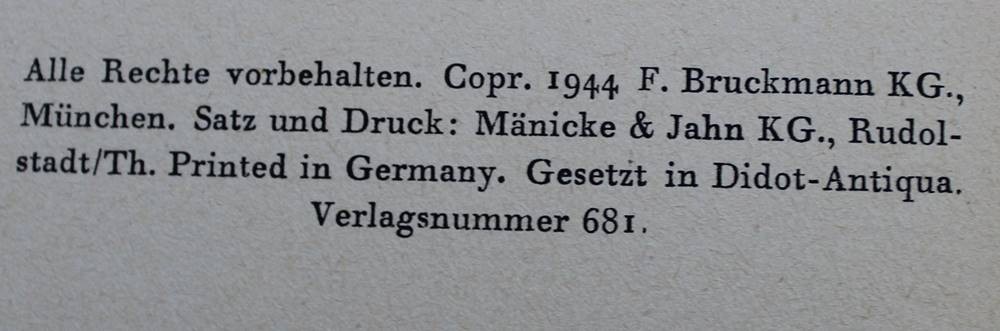 Alle Rechte vorbehalten. Copr. 1944 F. Bruckmann KG.,
München. Satz und Druck: Mänicke & Jahn KG., Rudol-
stadt/Th. Printed in Germany. Gesetzt in Didot-Antiqua.
Verlagsnummer 681.